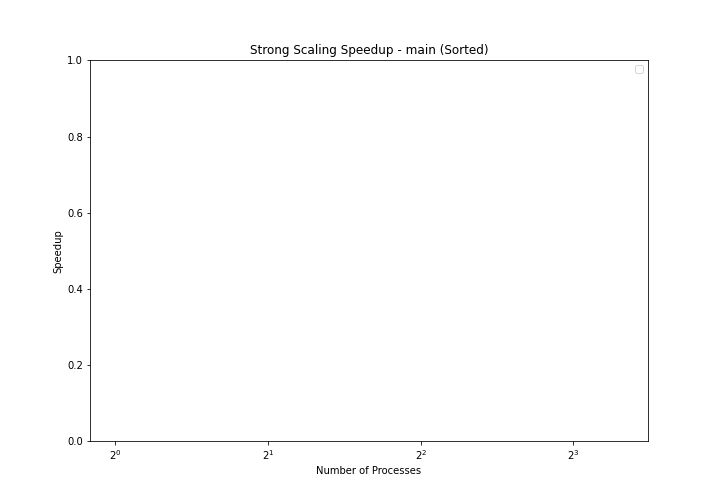 Strong Scaling Speedup - main (Sorted)
1.0
0.8
0.6
0.4
0.2
0.0
Speedup
2⁰ 2¹ 2² 2³
Number of Processes